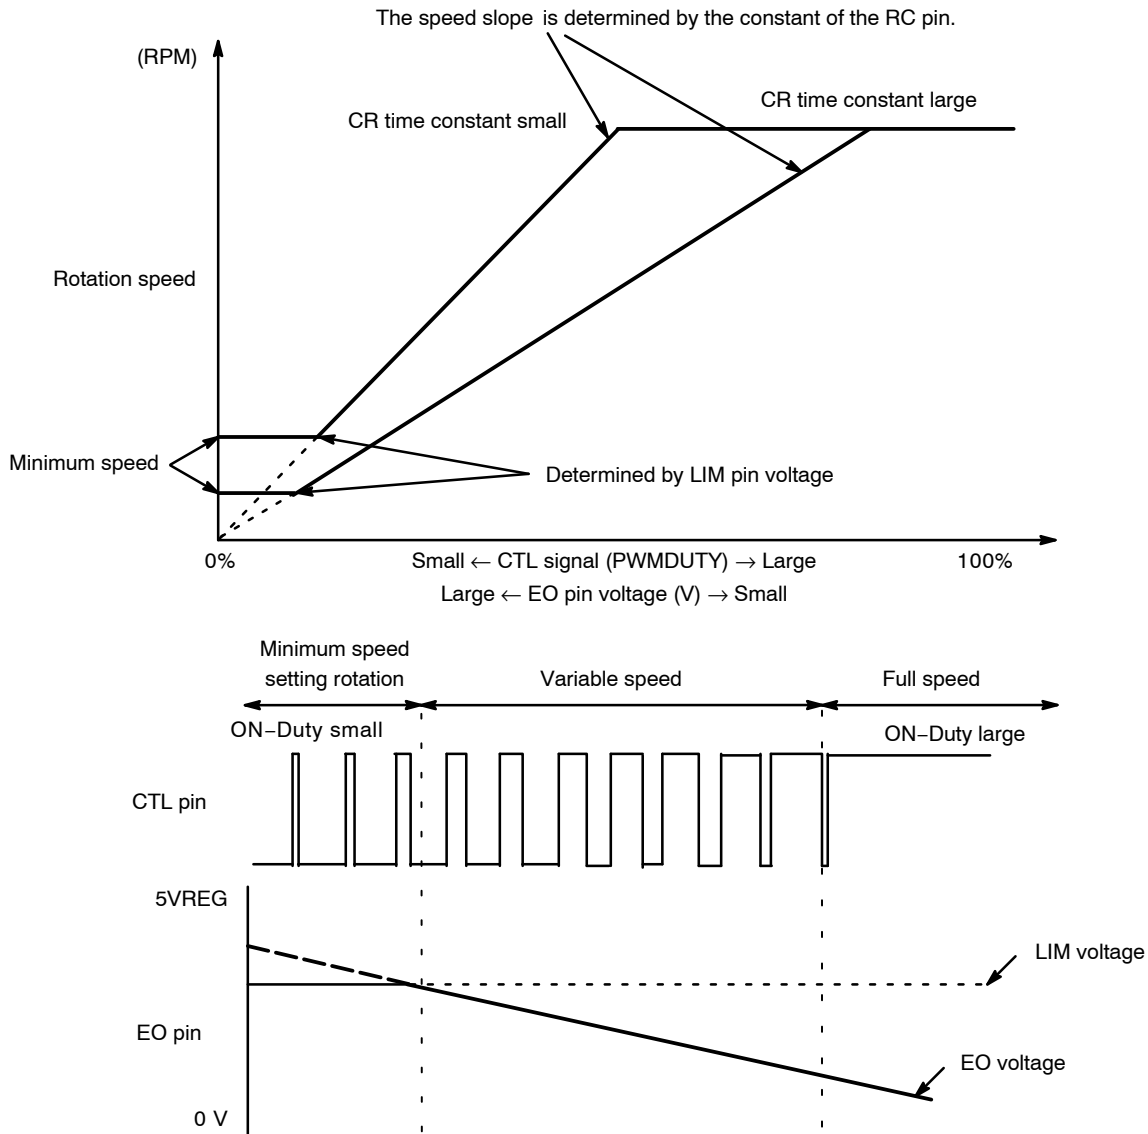 The speed slope is determined by the constant of the RC pin.
(RPM)
CR time constant large
CR time constant small
Rotation speed
Minimum speed
Determined by LIM pin voltage
0%
Small ← CTL signal (PWMDUTY) → Large
100%
Large ← EO pin voltage (V) → Small
Minimum speed
setting rotation
Variable speed
Full speed
ON−Duty small
ON−Duty large
CTL pin
5VREG
LIM voltage
EO pin
EO voltage
0 V